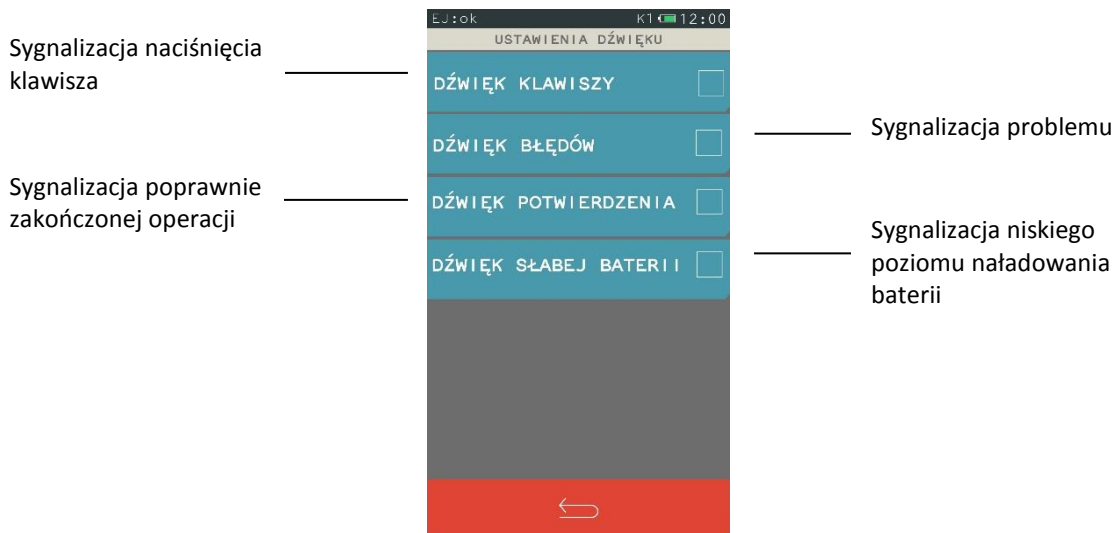 EJ:ok K1 12:00
USTAWIENIA DŹWIĘKU
Sygnalizacja naciśnięcia
klawisza
DŹWIĘK KLAWISZY
DŹWIĘK BŁĘDÓW
Sygnalizacja problemu
Sygnalizacja poprawnie
zakończonej operacji
DŹWIĘK POTWIERDZENIA
DŹWIĘK SŁABEJ BATERII
Sygnalizacja niskiego
poziomu naładowania
baterii